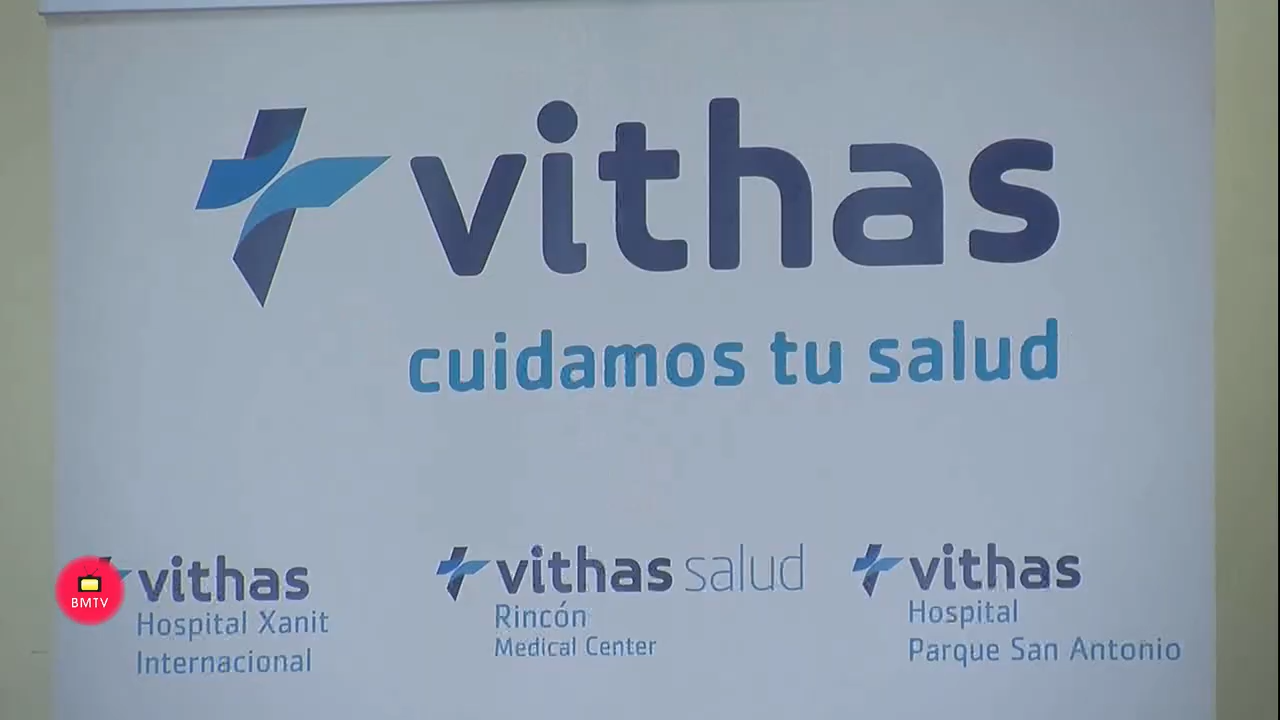 vithas
cuidamos tu salud
vithas
Hospital Xanit
Internacional
vithas salud
Rincón
Medical Center
vithas
Hospital
Parque San Antonio
BMTV